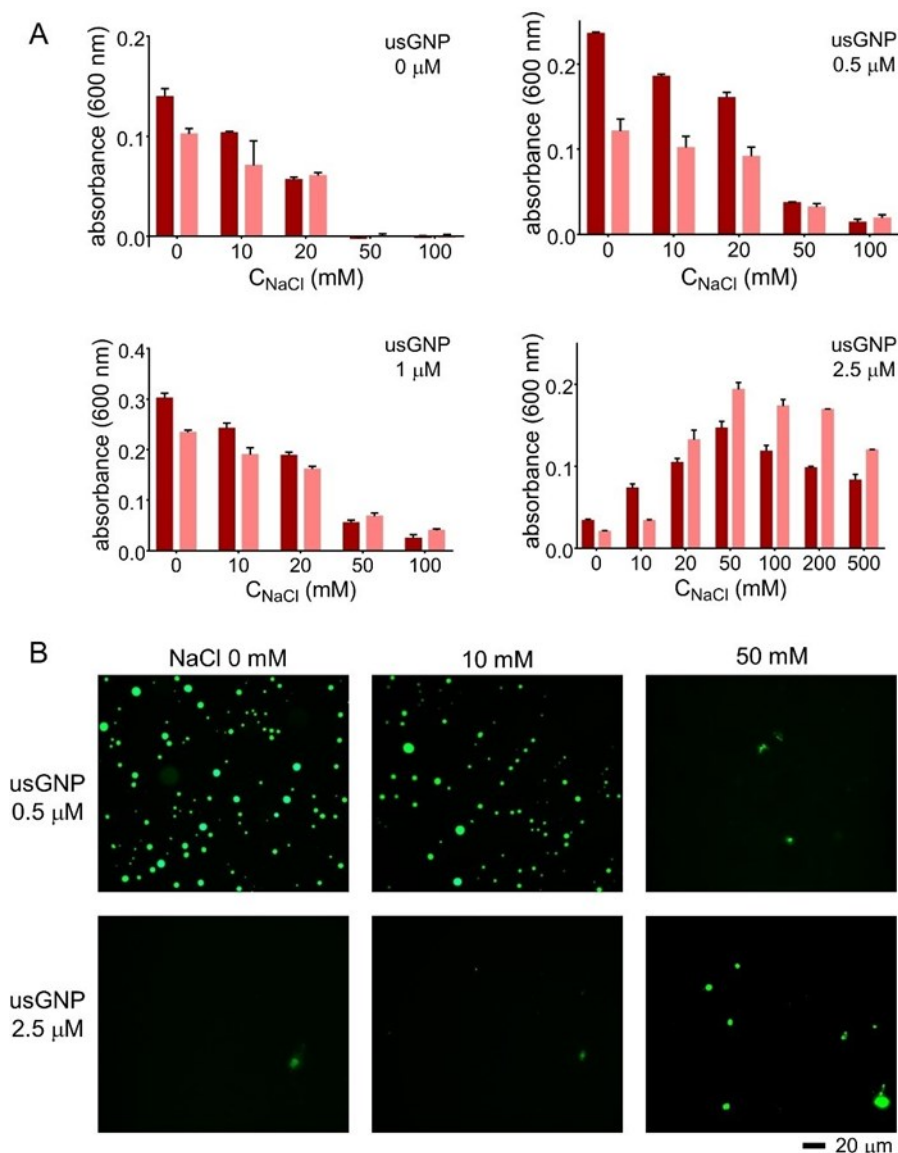 A
usGNP
0 μM
absorbance (600 nm)
0.2
0.1
0.0
0 10 20 50 100
C_NaCl (mM)
usGNP
0.5 μM
absorbance (600 nm)
0.2
0.1
0.0
0 10 20 50 100
C_NaCl (mM)
usGNP
1 μM
absorbance (600 nm)
0.4
0.3
0.2
0.1
0.0
0 10 20 50 100
C_NaCl (mM)
usGNP
2.5 μM
absorbance (600 nm)
0.2
0.1
0.0
0 10 20 50 100 200 500
C_NaCl (mM)
B
NaCl 0 mM 10 mM 50 mM
usGNP
0.5 μM
usGNP
2.5 μM
20 μm